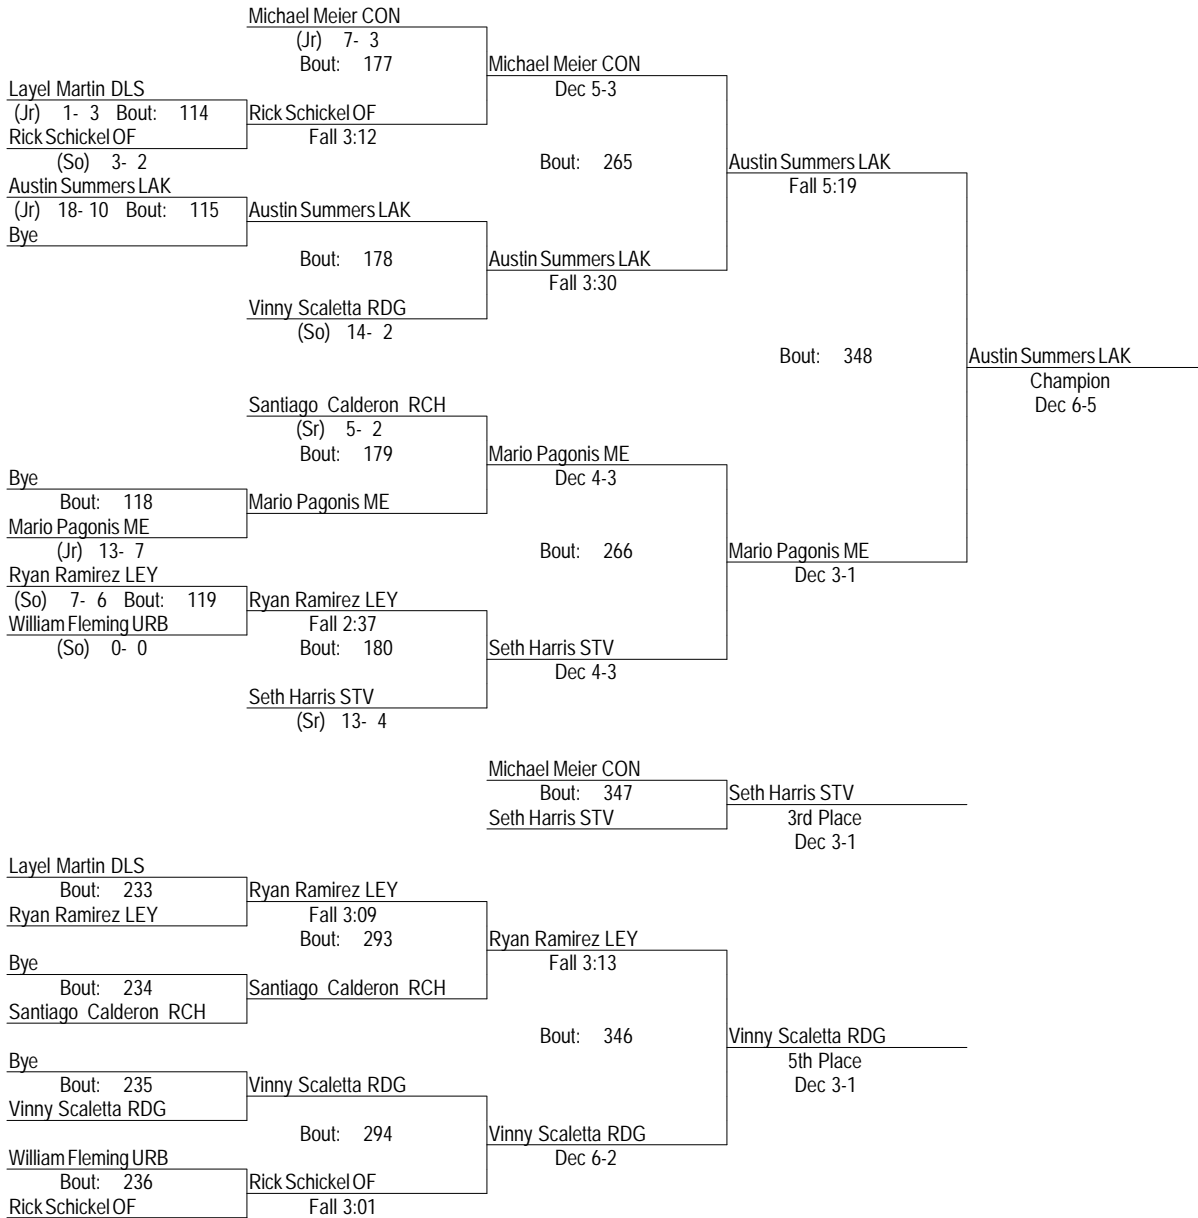 Michael Meier CON
(Jr) 7- 3
Bout: 177
Michael Meier CON
Dec 5-3
Layel Martin DLS
(Jr) 1- 3 Bout: 114
Rick Schickel OF
Rick Schickel OF
Fall 3:12
(So) 3- 2
Bout: 265
Austin Summers LAK
Fall 5:19
Austin Summers LAK
(Jr) 18- 10 Bout: 115
Austin Summers LAK
Bye
Bout: 178
Austin Summers LAK
Fall 3:30
Vinny Scaletta RDG
(So) 14- 2
Bout: 348
Austin Summers LAK
Champion
Dec 6-5
Santiago Calderon RCH
(Sr) 5- 2
Bout: 179
Mario Pagonis ME
Dec 4-3
Bye
Bout: 118
Mario Pagonis ME
Mario Pagonis ME
(Jr) 13- 7
Bout: 266
Mario Pagonis ME
Dec 3-1
Ryan Ramirez LEY
(So) 7- 6 Bout: 119
Ryan Ramirez LEY
William Fleming URB
Fall 2:37
(So) 0- 0
Bout: 180
Seth Harris STV
Dec 4-3
Seth Harris STV
(Sr) 13- 4
Michael Meier CON
Bout: 347
Seth Harris STV
Seth Harris STV
3rd Place
Dec 3-1
Layel Martin DLS
Bout: 233
Ryan Ramirez LEY
Ryan Ramirez LEY
Fall 3:09
Bout: 293
Ryan Ramirez LEY
Fall 3:13
Bye
Bout: 234
Santiago Calderon RCH
Santiago Calderon RCH
Bout: 346
Vinny Scaletta RDG
5th Place
Dec 3-1
Bye
Bout: 235
Vinny Scaletta RDG
Vinny Scaletta RDG
Bout: 294
Vinny Scaletta RDG
Dec 6-2
William Fleming URB
Bout: 236
Rick Schickel OF
Rick Schickel OF
Fall 3:01